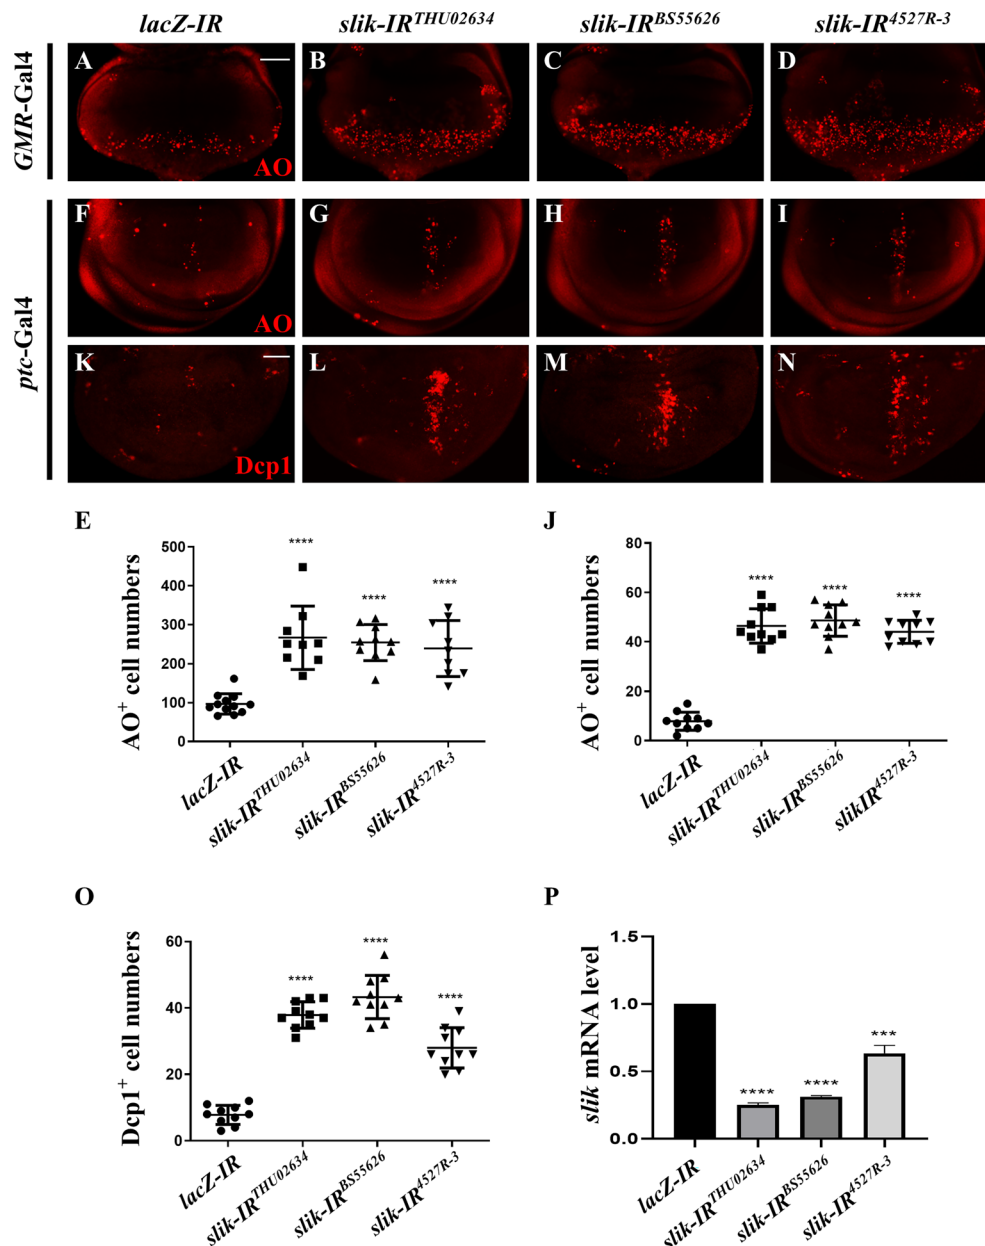 lacZ-IR slik-IR^THU02634 slik-IR^BS55626 slik-IR^4527R-3
GMR-Gal4
A B C D
AO
ptc-Gal4
F G H I
AO
K L M N
Dcp1
E
AO⁺ cell numbers
500
400
300
200
100
0
**** **** ****
lacZ-IR slik-IR^THU02634 slik-IR^BS55626 slik-IR^4527R-3
J
AO⁺ cell numbers
80
60
40
20
0
**** **** ****
lacZ-IR slik-IR^THU02634 slik-IR^BS55626 slikIR^4527R-3
O
Dcp1⁺ cell numbers
60
40
20
0
**** **** ****
lacZ-IR slik-IR^THU02634 slik-IR^BS55626 slik-IR^4527R-3
P
slik mRNA level
1.5
1.0
0.5
0.0
**** **** ***
lacZ-IR slik-IR^THU02634 slik-IR^BS55626 slik-IR^4527R-3